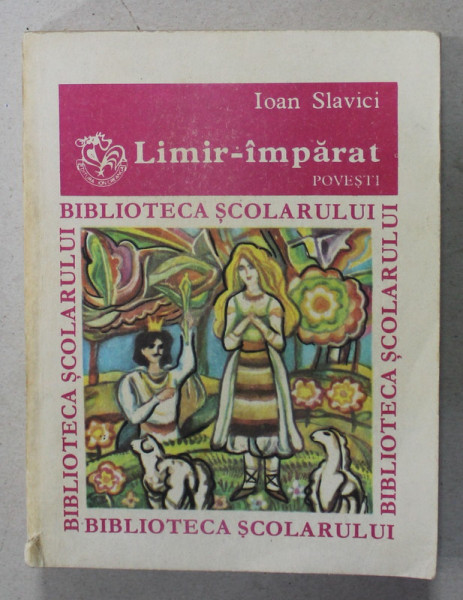 Ioan Slavici
Limir-împărat
POVEȘTI
BIBLIOTECA ȘCOLARULUI
BIBLIOTECA ȘCOLARULUI
BIBLIOTECA ȘCOLARULUI
BIBLIOTECA ȘCOLARULUI